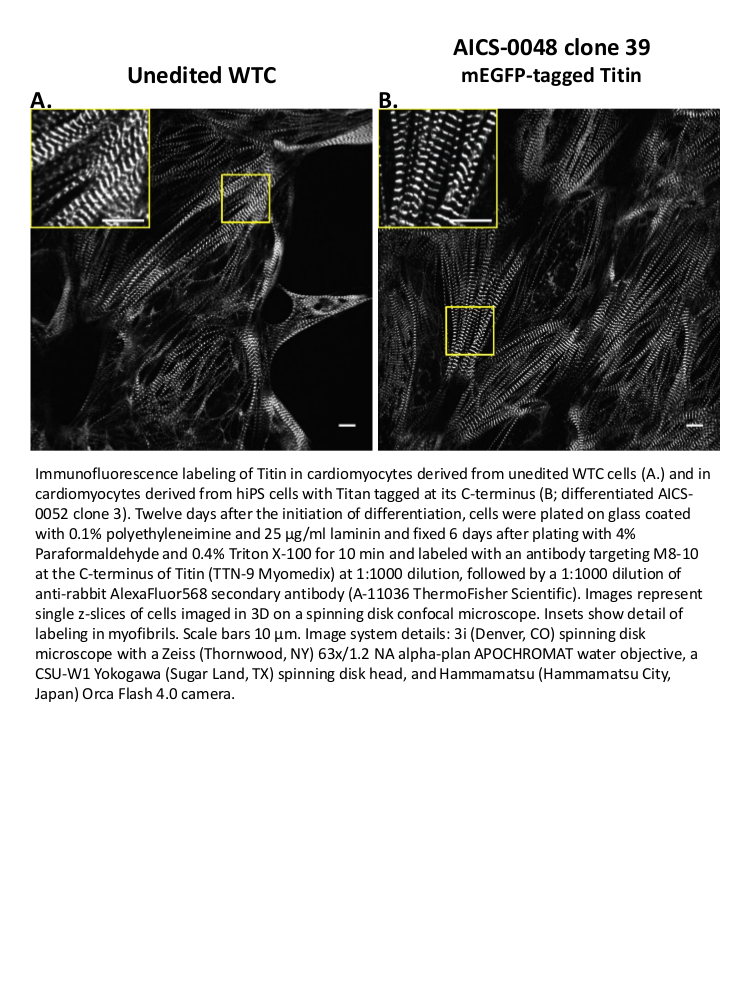 Unedited WTC
AICS-0048 clone 39
mEGFP-tagged Titin
A.
B.
Immunofluorescence labeling of Titin in cardiomyocytes derived from unedited WTC cells (A.) and in
cardiomyocytes derived from hiPS cells with Titan tagged at its C-terminus (B; differentiated AICS-
0052 clone 3). Twelve days after the initiation of differentiation, cells were plated on glass coated
with 0.1% polyethyleneimine and 25 µg/ml laminin and fixed 6 days after plating with 4%
Paraformaldehyde and 0.4% Triton X-100 for 10 min and labeled with an antibody targeting M8-10
at the C-terminus of Titin (TTN-9 Myomedix) at 1:1000 dilution, followed by a 1:1000 dilution of
anti-rabbit AlexaFluor568 secondary antibody (A-11036 ThermoFisher Scientific). Images represent
single z-slices of cells imaged in 3D on a spinning disk confocal microscope. Insets show detail of
labeling in myofibrils. Scale bars 10 µm. Image system details: 3i (Denver, CO) spinning disk
microscope with a Zeiss (Thornwood, NY) 63x/1.2 NA alpha-plan APOCHROMAT water objective, a
CSU-W1 Yokogawa (Sugar Land, TX) spinning disk head, and Hammamatsu (Hammamatsu City,
Japan) Orca Flash 4.0 camera.